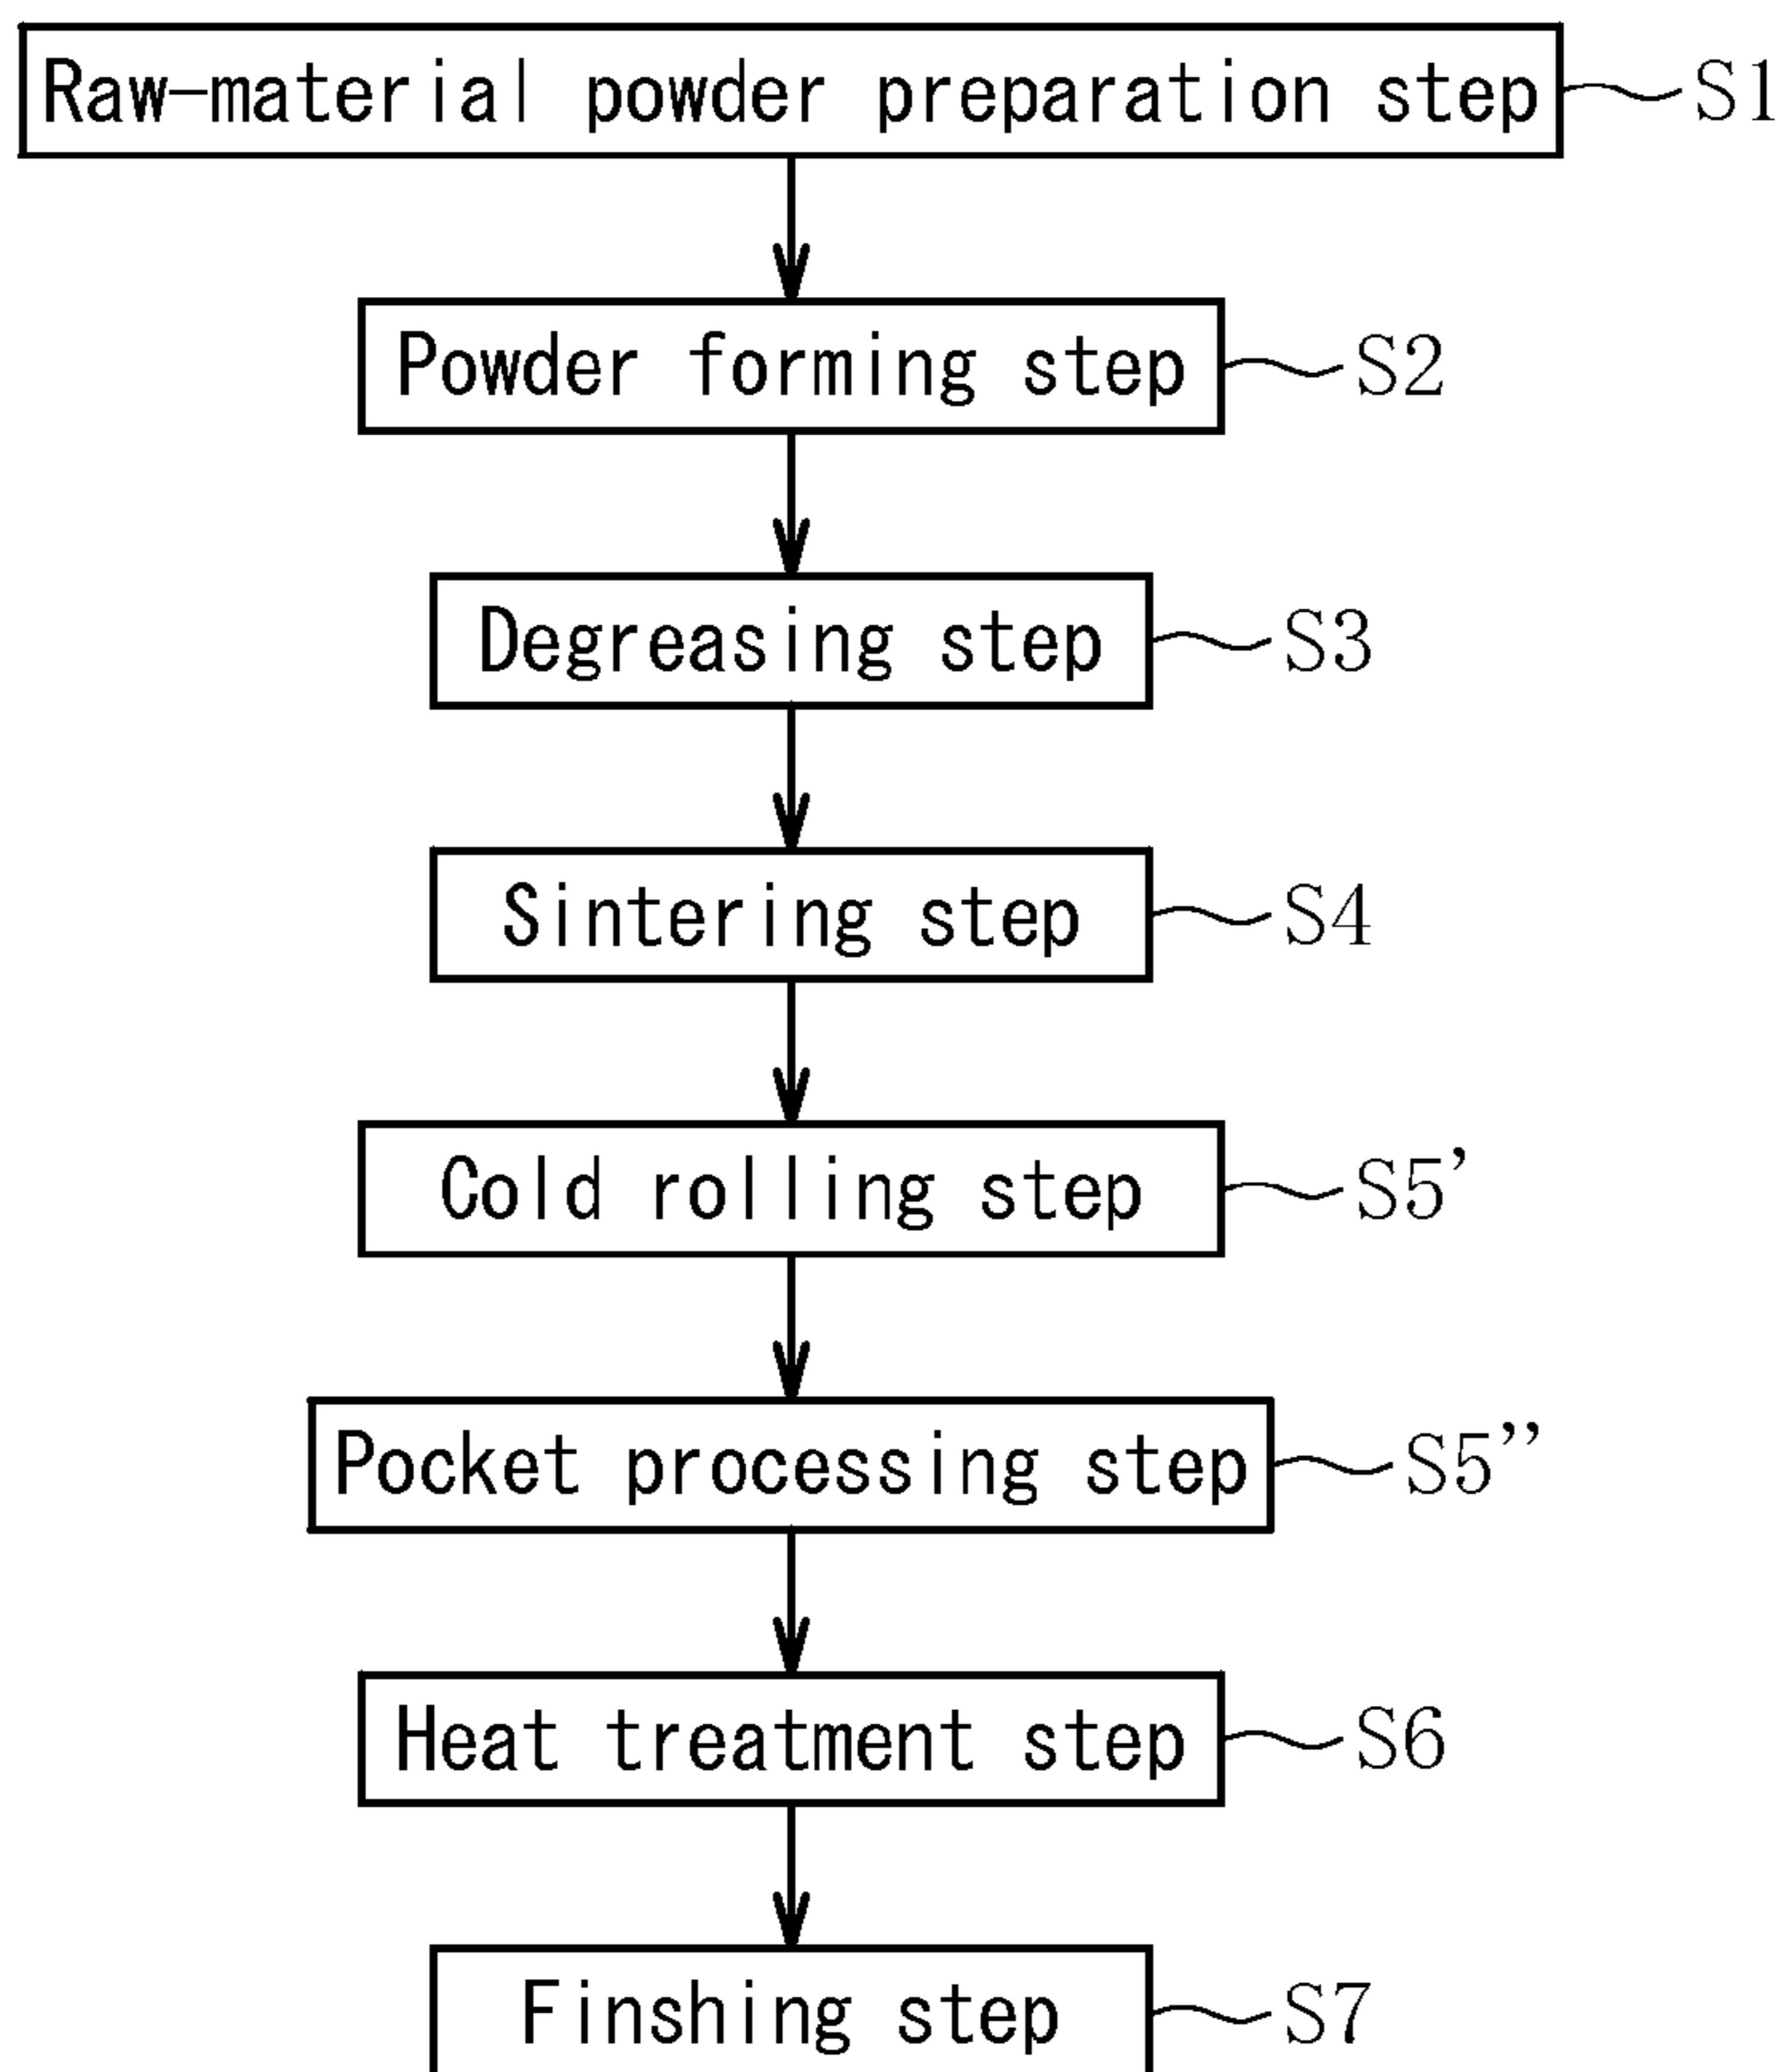 Raw-material powder preparation step S1
Powder forming step S2
Degreasing step S3
Sintering step S4
Cold rolling step S5'
Pocket processing step S5''
Heat treatment step S6
Finshing step S7